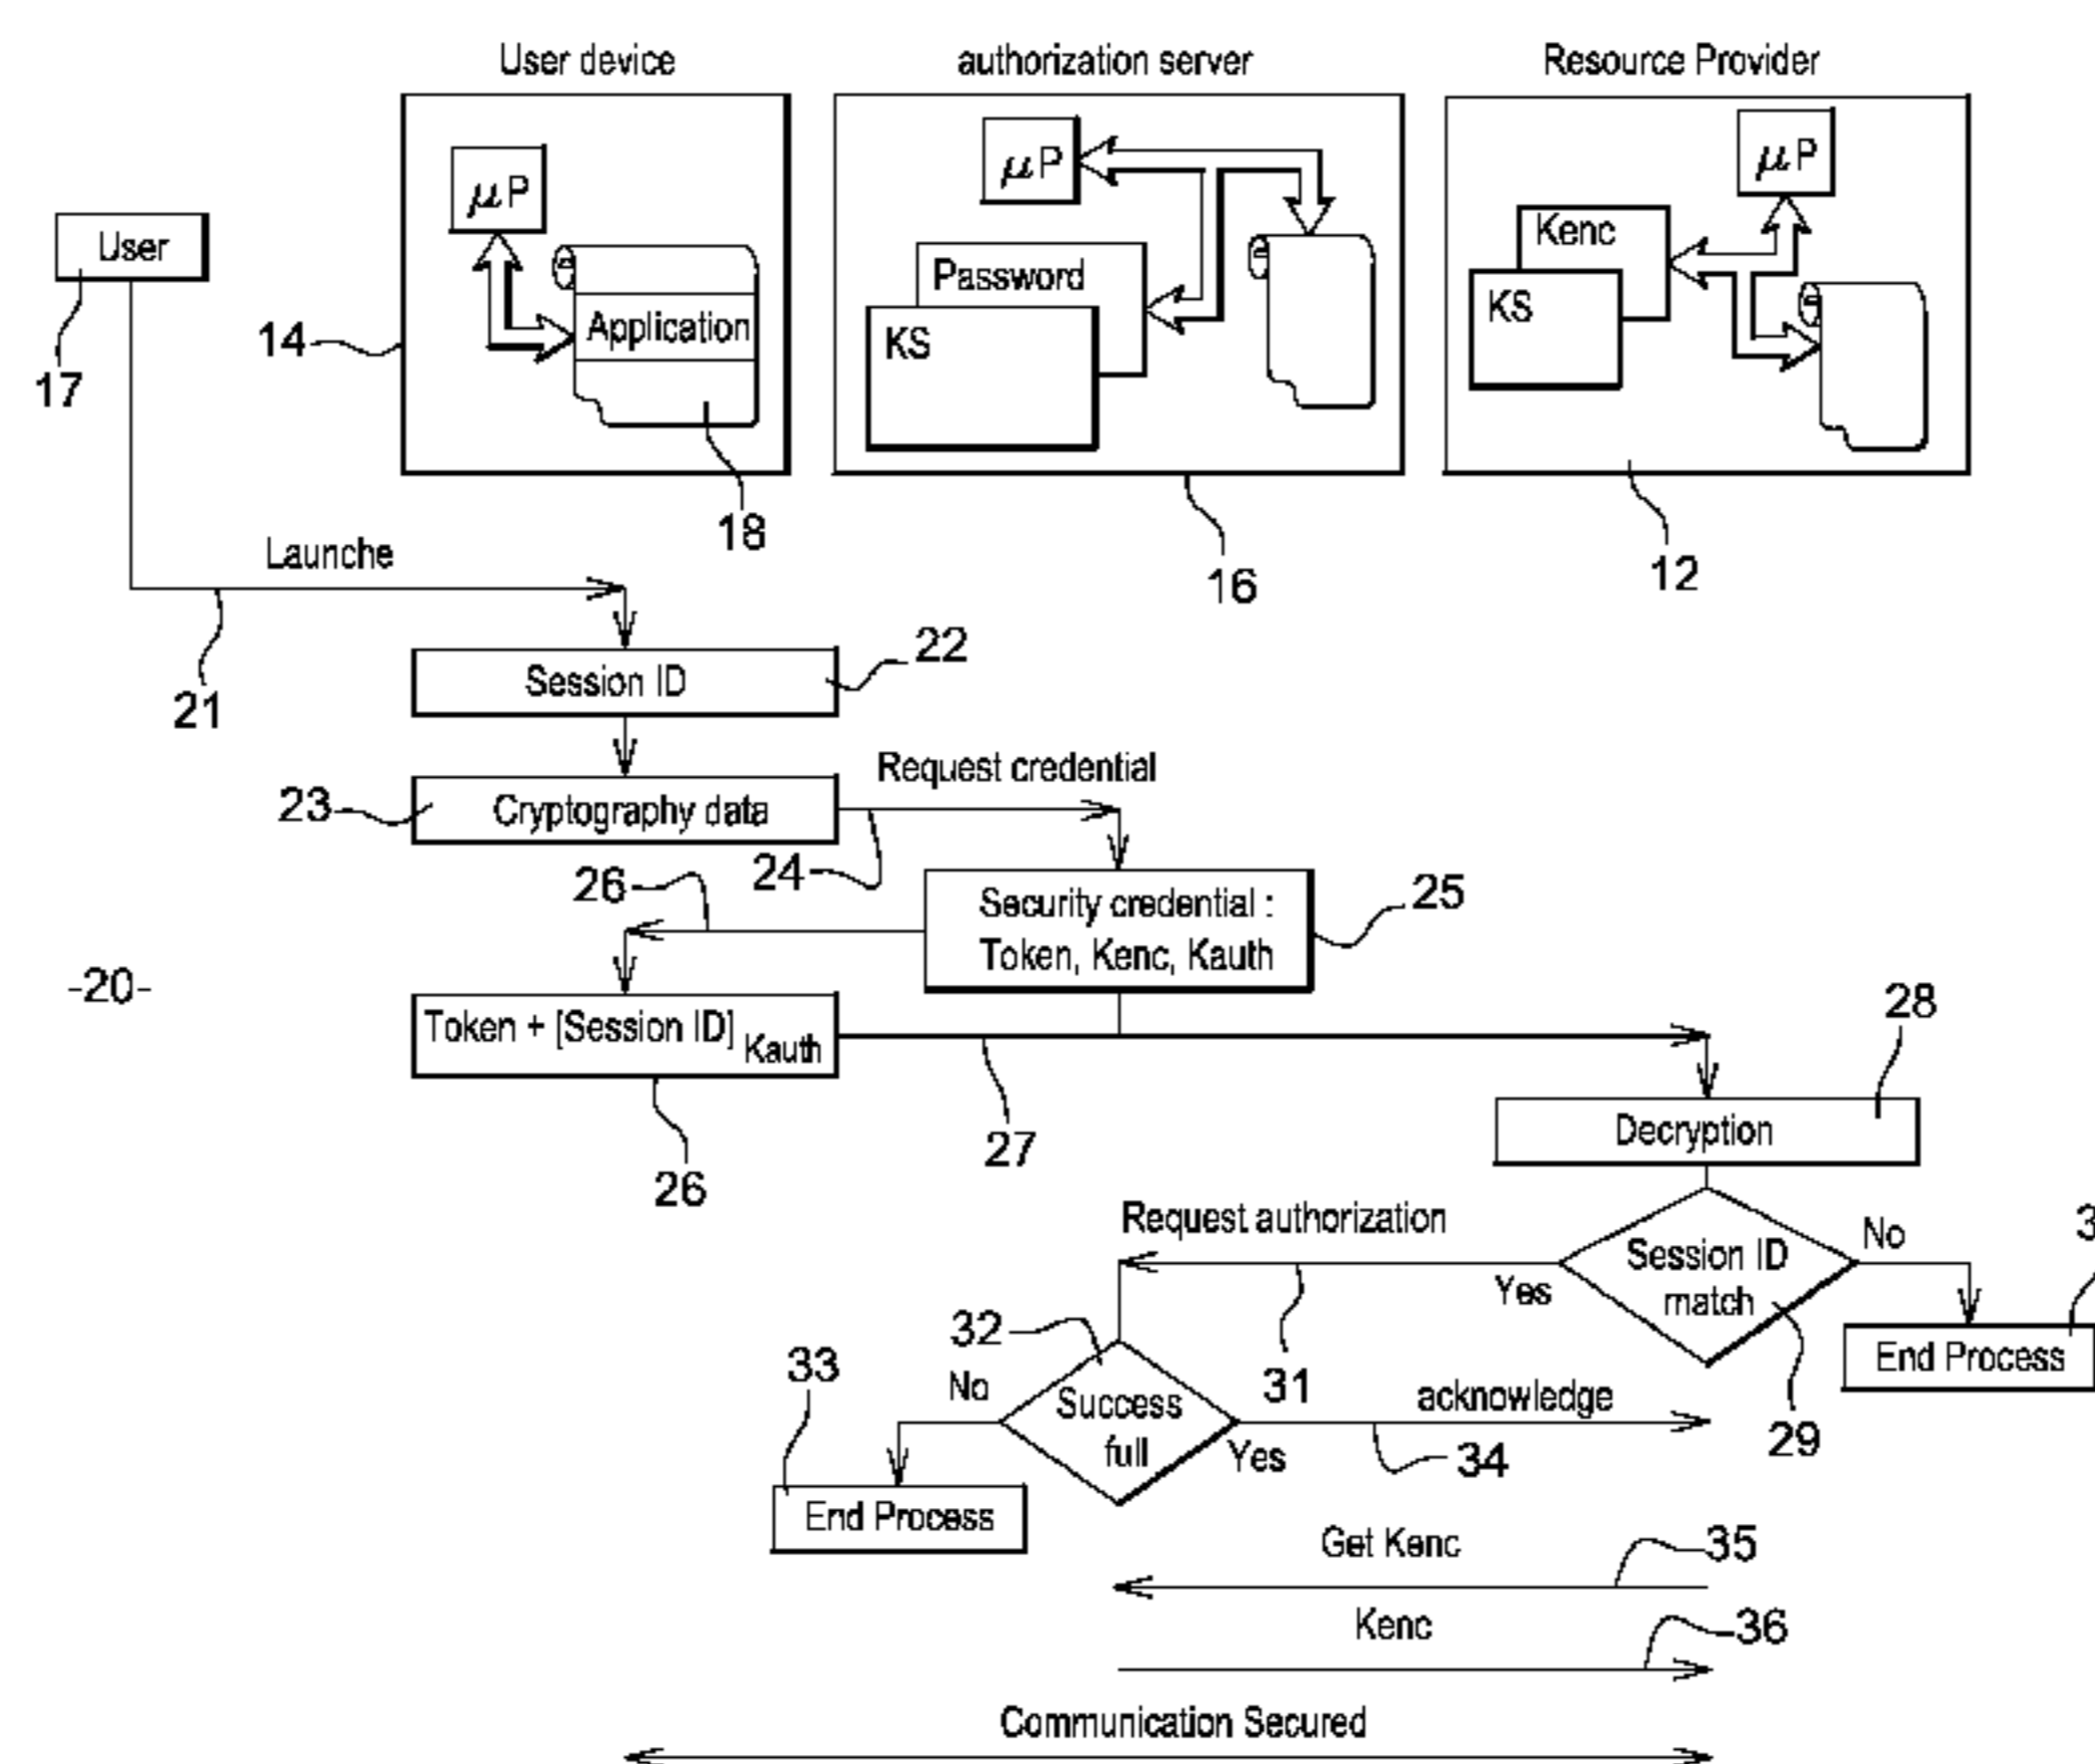 User device
authorization server
Resource Provider
μP
μP
μP
User
Kenc
Password
Application
KS
KS
14
17
18
16
12
Launche
21
22
Session ID
Request credential
23
Cryptography data
24
26
25
Security credential :
Token, Kenc, Kauth
-20-
28
Token + [Session ID] Kauth
27
Decryption
26
Request authorization
No
Session ID
match
Yes
32
End Process
33
31
No
acknowledge
Success
full
29
Yes
34
End Process
Get Kenc
35
Kenc
36
Communication Secured